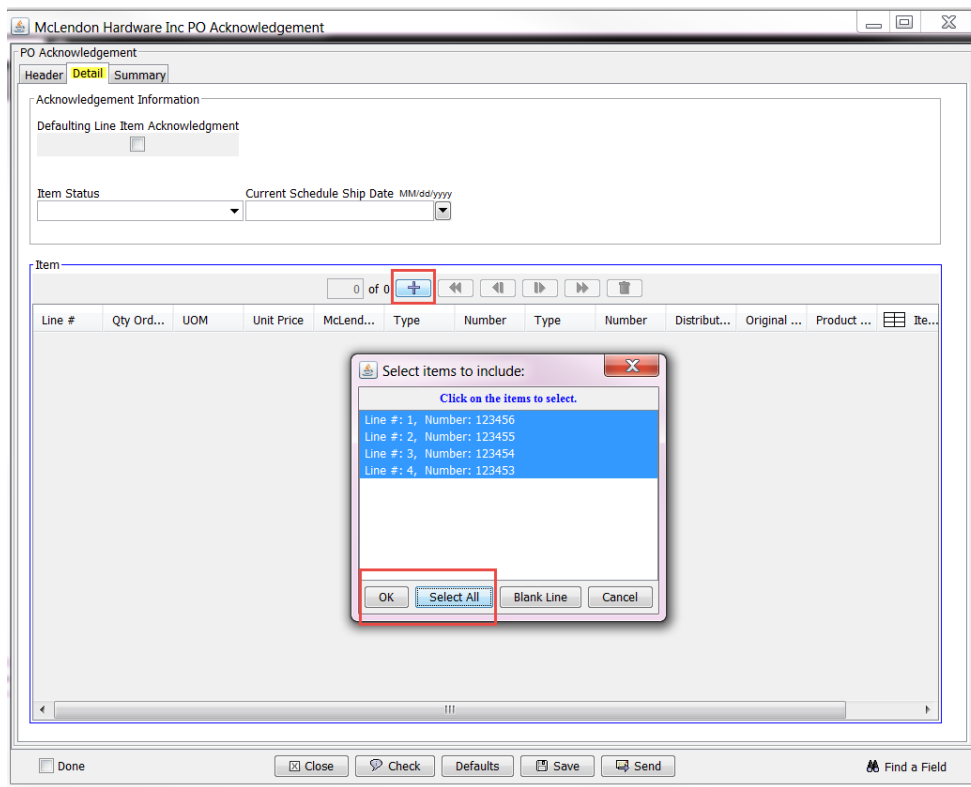 McLendon Hardware Inc PO Acknowledgement
PO Acknowledgement
Header Detail Summary
Acknowledgement Information
Defaulting Line Item Acknowledgment
Item Status Current Schedule Ship Date MM/dd/yyyy
Item
0 of 0
Line # Qty Ord... UOM Unit Price McLend... Type Number Type Number Distribut... Original ... Product ... Ite...
Select items to include:
Click on the items to select.
Line #: 1, Number: 123456
Line #: 2, Number: 123455
Line #: 3, Number: 123454
Line #: 4, Number: 123453
OK Select All Blank Line Cancel
Done Close Check Defaults Save Send Find a Field